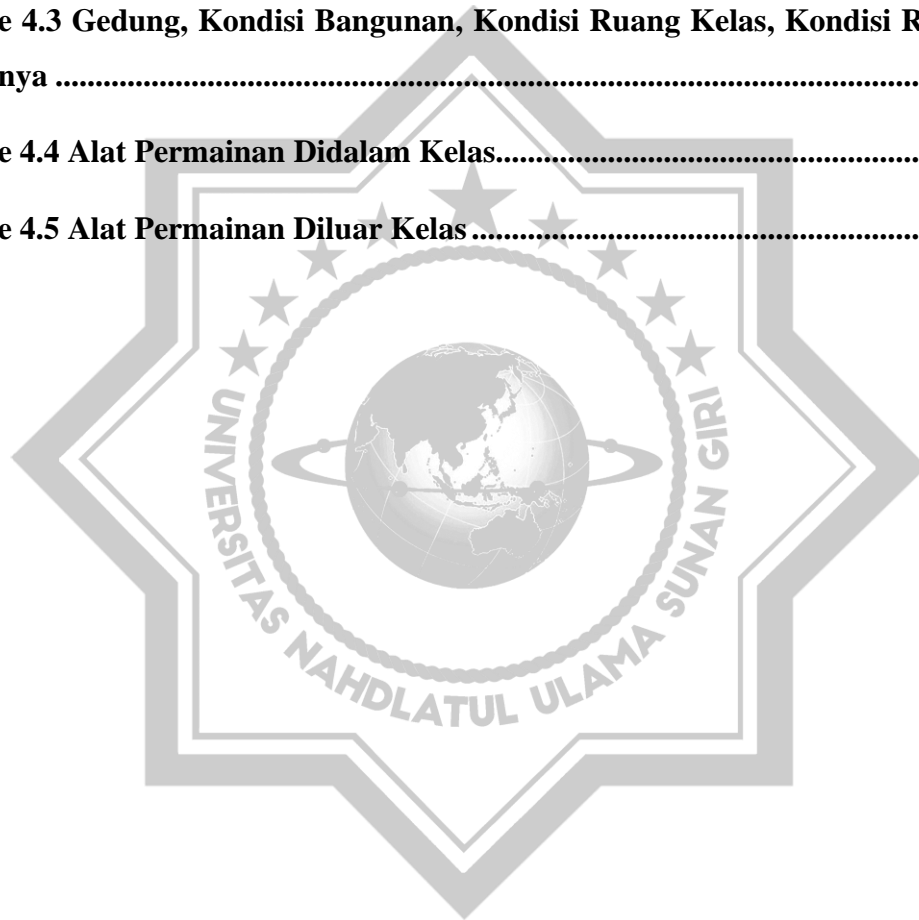 e 4.3 Gedung, Kondisi Bangunan, Kondisi Ruang Kelas, Kondisi R
nya ....................................................................................................
e 4.4 Alat Permainan Didalam Kelas.....................................................
e 4.5 Alat Permainan Diluar Kelas ........................................................
UNIVERSITAS NAHDLATUL ULAMA SUNAN GIRI